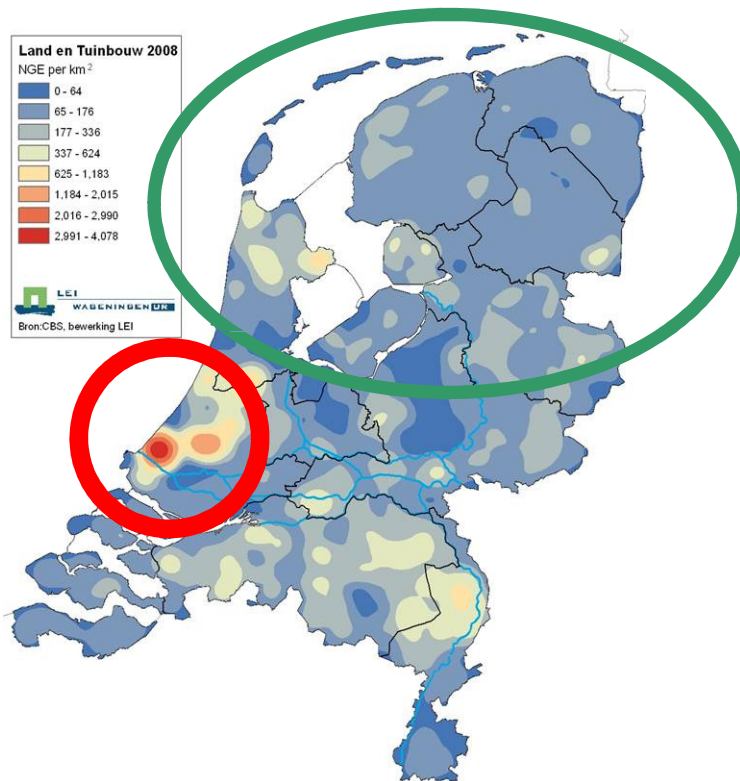 Land en Tuinbouw 2008
NGE per km2
0 - 64
65 - 176
177 - 336
337 - 624
625 - 1,183
1,184 - 2,015
2,016 - 2,990
2,991 - 4,078
LEI
WAGENINGEN UR
Bron:CBS, bewerking LEI